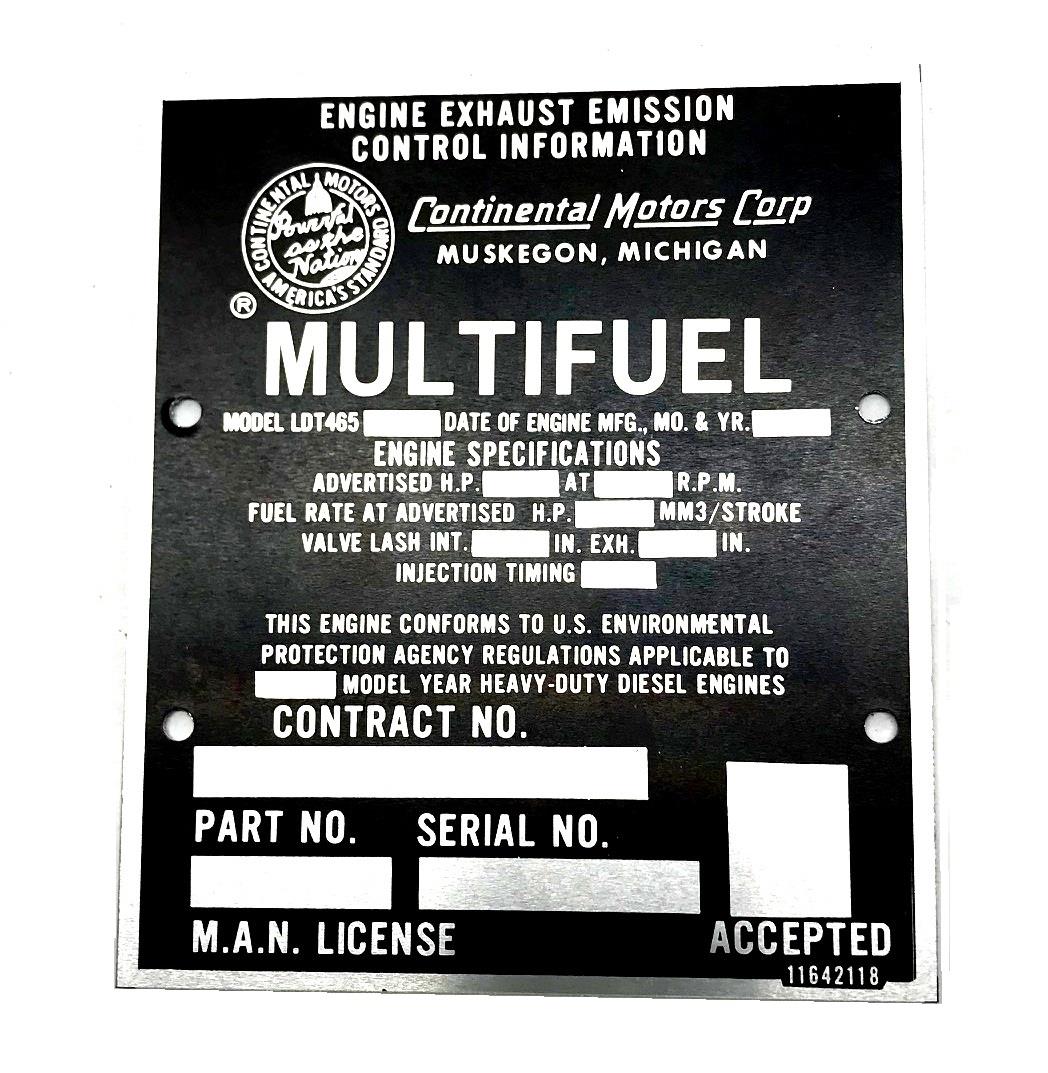 ENGINE EXHAUST EMISSION
CONTROL INFORMATION
CONTINENTAL MOTORS
Powerful
as the
Nation
AMERICA'S STANDARD
®
Continental Motors Corp
MUSKEGON, MICHIGAN
MULTIFUEL
MODEL LDT465 DATE OF ENGINE MFG., MO. & YR.
ENGINE SPECIFICATIONS
ADVERTISED H.P. AT R.P.M.
FUEL RATE AT ADVERTISED H.P. MM3/STROKE
VALVE LASH INT. IN. EXH. IN.
INJECTION TIMING
THIS ENGINE CONFORMS TO U.S. ENVIRONMENTAL
PROTECTION AGENCY REGULATIONS APPLICABLE TO
MODEL YEAR HEAVY-DUTY DIESEL ENGINES
CONTRACT NO.
PART NO. SERIAL NO.
M.A.N. LICENSE ACCEPTED
11642118